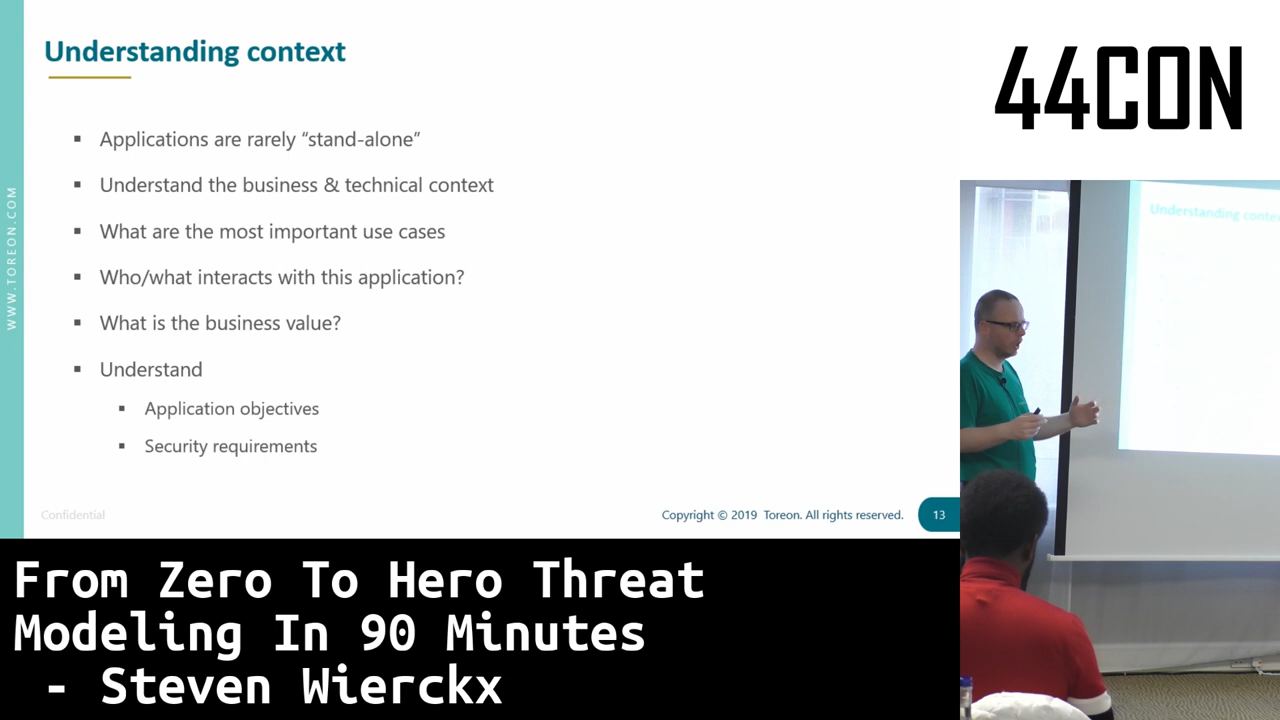 Understanding context
Applications are rarely “stand-alone”
Understand the business & technical context
What are the most important use cases
Who/what interacts with this application?
What is the business value?
Understand
Application objectives
Security requirements
WWW.TOREON.COM
Confidential
Copyright © 2019 Toreon. All rights reserved.
13
44CON
Understanding contex
From Zero To Hero Threat
Modeling In 90 Minutes
- Steven Wierckx